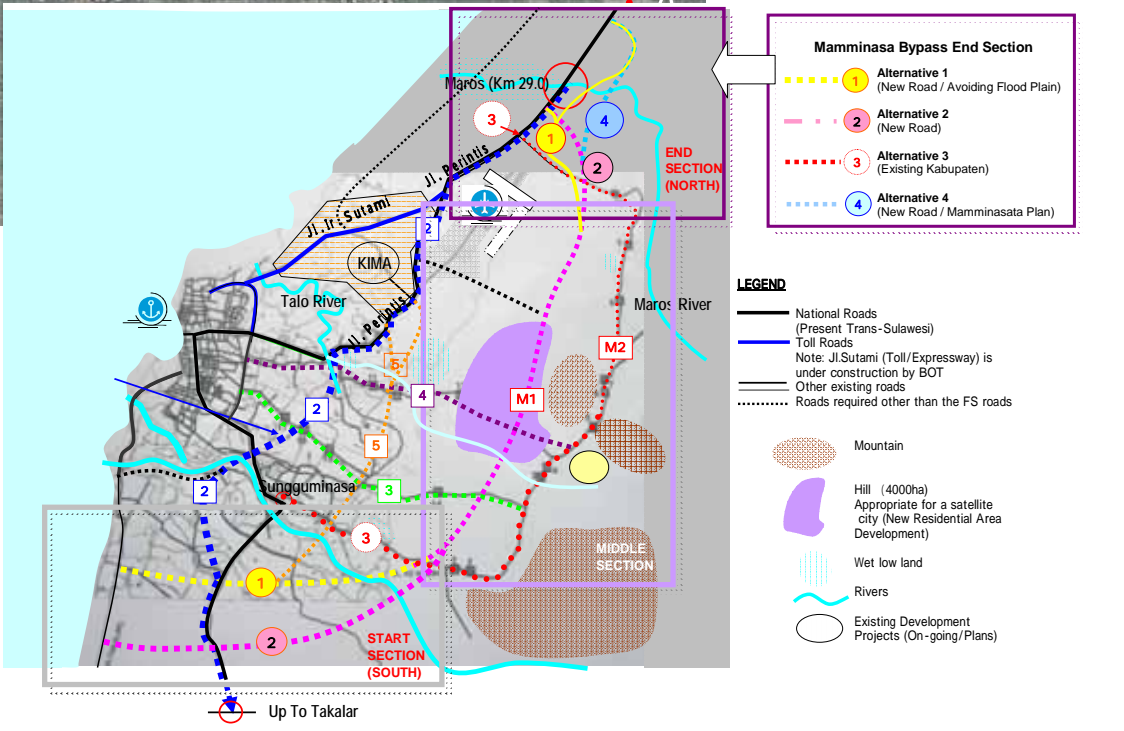 Mamminasa Bypass End Section
1
Alternative 1
(New Road / Avoiding Flood Plain)
2
Alternative 2
(New Road)
3
Alternative 3
(Existing Kabupaten)
4
Alternative 4
(New Road / Mamminasata Plan)
Maros (Km 29.0)
3
1
4
2
END
SECTION
(NORTH)
Jl. Perintis
Jl. Ir. Sutami
2
KIMA
Talo River
Jl. Perintis
Maros River
5
M2
4
M1
2
5
3
2
Sungguminasa
3
MIDDLE
SECTION
1
2
START
SECTION
(SOUTH)
Up To Takalar
LEGEND
National Roads
(Present Trans-Sulawesi)
Toll Roads
Note: Jl.Sutami (Toll/Expressway) is
under construction by BOT
Other existing roads
Roads required other than the FS roads
Mountain
Hill (4000ha)
Appropriate for a satellite
city (New Residential Area
Development)
Wet low land
Rivers
Existing Development
Projects (On-going/Plans)